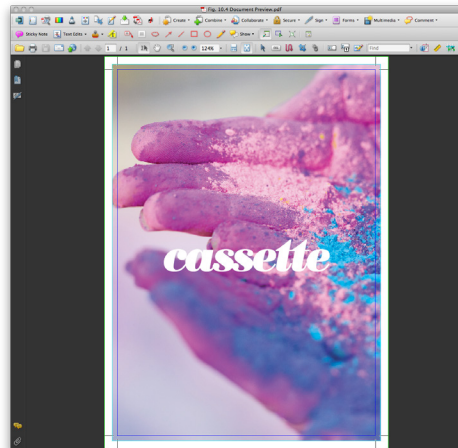 Fig. 10.4 Document Preview.pdf
Create Combine Collaborate Secure Sign Forms Multimedia Comment
Sticky Note Text Edits Show
1 / 1 124% Find
cassette